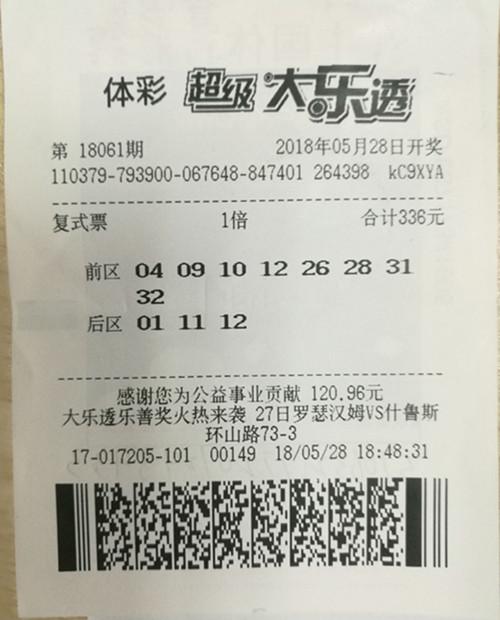 体彩 超级大乐透
第 18061期 2018年05月28日开奖
110379-793900-067648-847401 264398 kC9XYA
复式票 1倍 合计336元
前区 04 09 10 12 26 28 31
32
后区 01 11 12
感谢您为公益事业贡献 120.96元
大乐透乐善奖火热来袭 27日罗瑟汉姆VS什鲁斯
环山路73-3
17-017205-101 00149 18/05/28 18:48:31